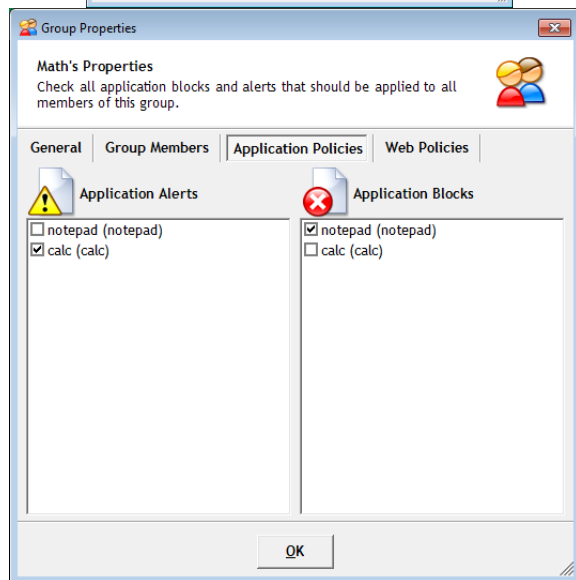 Group Properties
Math's Properties
Check all application blocks and alerts that should be applied to all
members of this group.
General Group Members Application Policies Web Policies
Application Alerts Application Blocks
notepad (notepad) notepad (notepad)
calc (calc) calc (calc)
OK